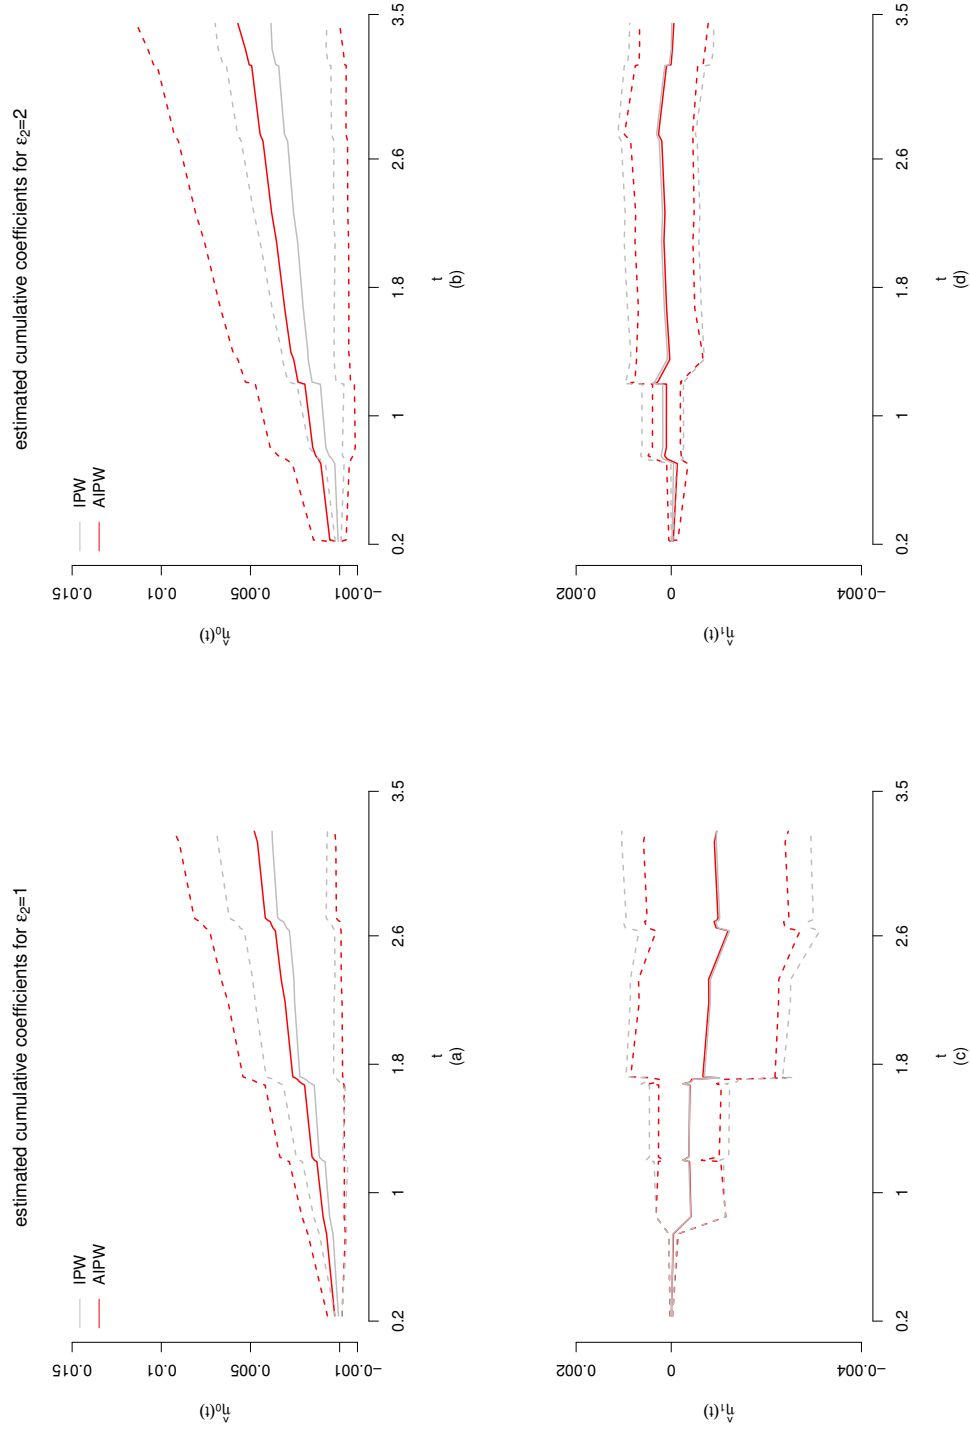 estimated cumulative coefficients for ε₂=1
IPW
AIPW
η̂₀(t)
−0.001 0.005 0.01 0.015
0.2 1 1.8 2.6 3.5
t
(a)
estimated cumulative coefficients for ε₂=2
IPW
AIPW
η̂₀(t)
−0.001 0.005 0.01 0.015
0.2 1 1.8 2.6 3.5
t
(b)
η̂₁(t)
−0.004 0 0.002
0.2 1 1.8 2.6 3.5
t
(c)
η̂₁(t)
−0.004 0 0.002
0.2 1 1.8 2.6 3.5
t
(d)